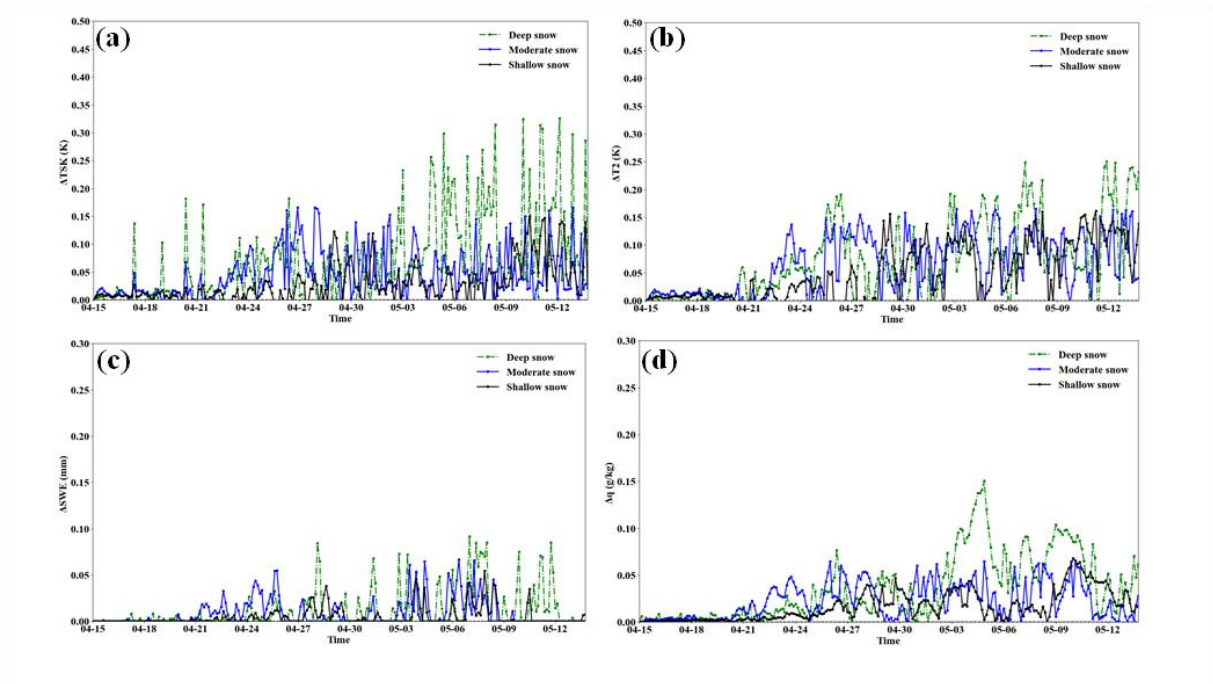 (a)
Deep snow
Moderate snow
Shallow snow
0.50
0.45
0.40
0.35
0.30
0.25
0.20
0.15
0.10
0.05
0.00
ΔTSK (K)
04-15 04-18 04-21 04-24 04-27 04-30 05-03 05-06 05-09 05-12
Time
(b)
Deep snow
Moderate snow
Shallow snow
0.50
0.45
0.40
0.35
0.30
0.25
0.20
0.15
0.10
0.05
0.00
ΔT2 (K)
04-15 04-18 04-21 04-24 04-27 04-30 05-03 05-06 05-09 05-12
Time
(c)
Deep snow
Moderate snow
Shallow snow
0.30
0.25
0.20
0.15
0.10
0.05
0.00
ΔSWE (mm)
04-15 04-18 04-21 04-24 04-27 04-30 05-03 05-06 05-09 05-12
Time
(d)
Deep snow
Moderate snow
Shallow snow
0.30
0.25
0.20
0.15
0.10
0.05
0.00
Δq (g/kg)
04-15 04-18 04-21 04-24 04-27 04-30 05-03 05-06 05-09 05-12
Time